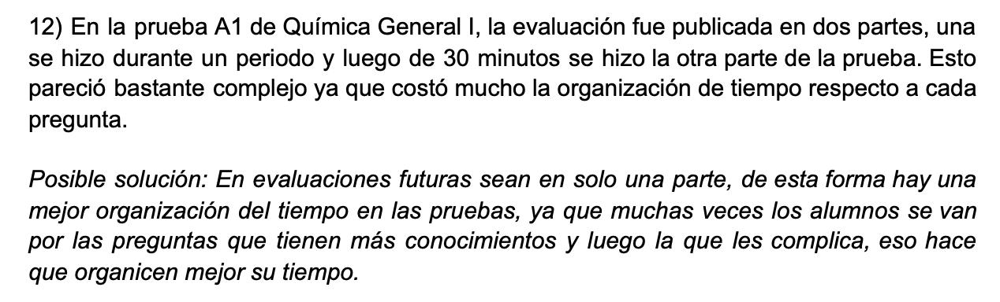 12) En la prueba A1 de Química General I, la evaluación fue publicada en dos partes, una
se hizo durante un periodo y luego de 30 minutos se hizo la otra parte de la prueba. Esto
pareció bastante complejo ya que costó mucho la organización de tiempo respecto a cada
pregunta.
Posible solución: En evaluaciones futuras sean en solo una parte, de esta forma hay una
mejor organización del tiempo en las pruebas, ya que muchas veces los alumnos se van
por las preguntas que tienen más conocimientos y luego la que les complica, eso hace
que organicen mejor su tiempo.